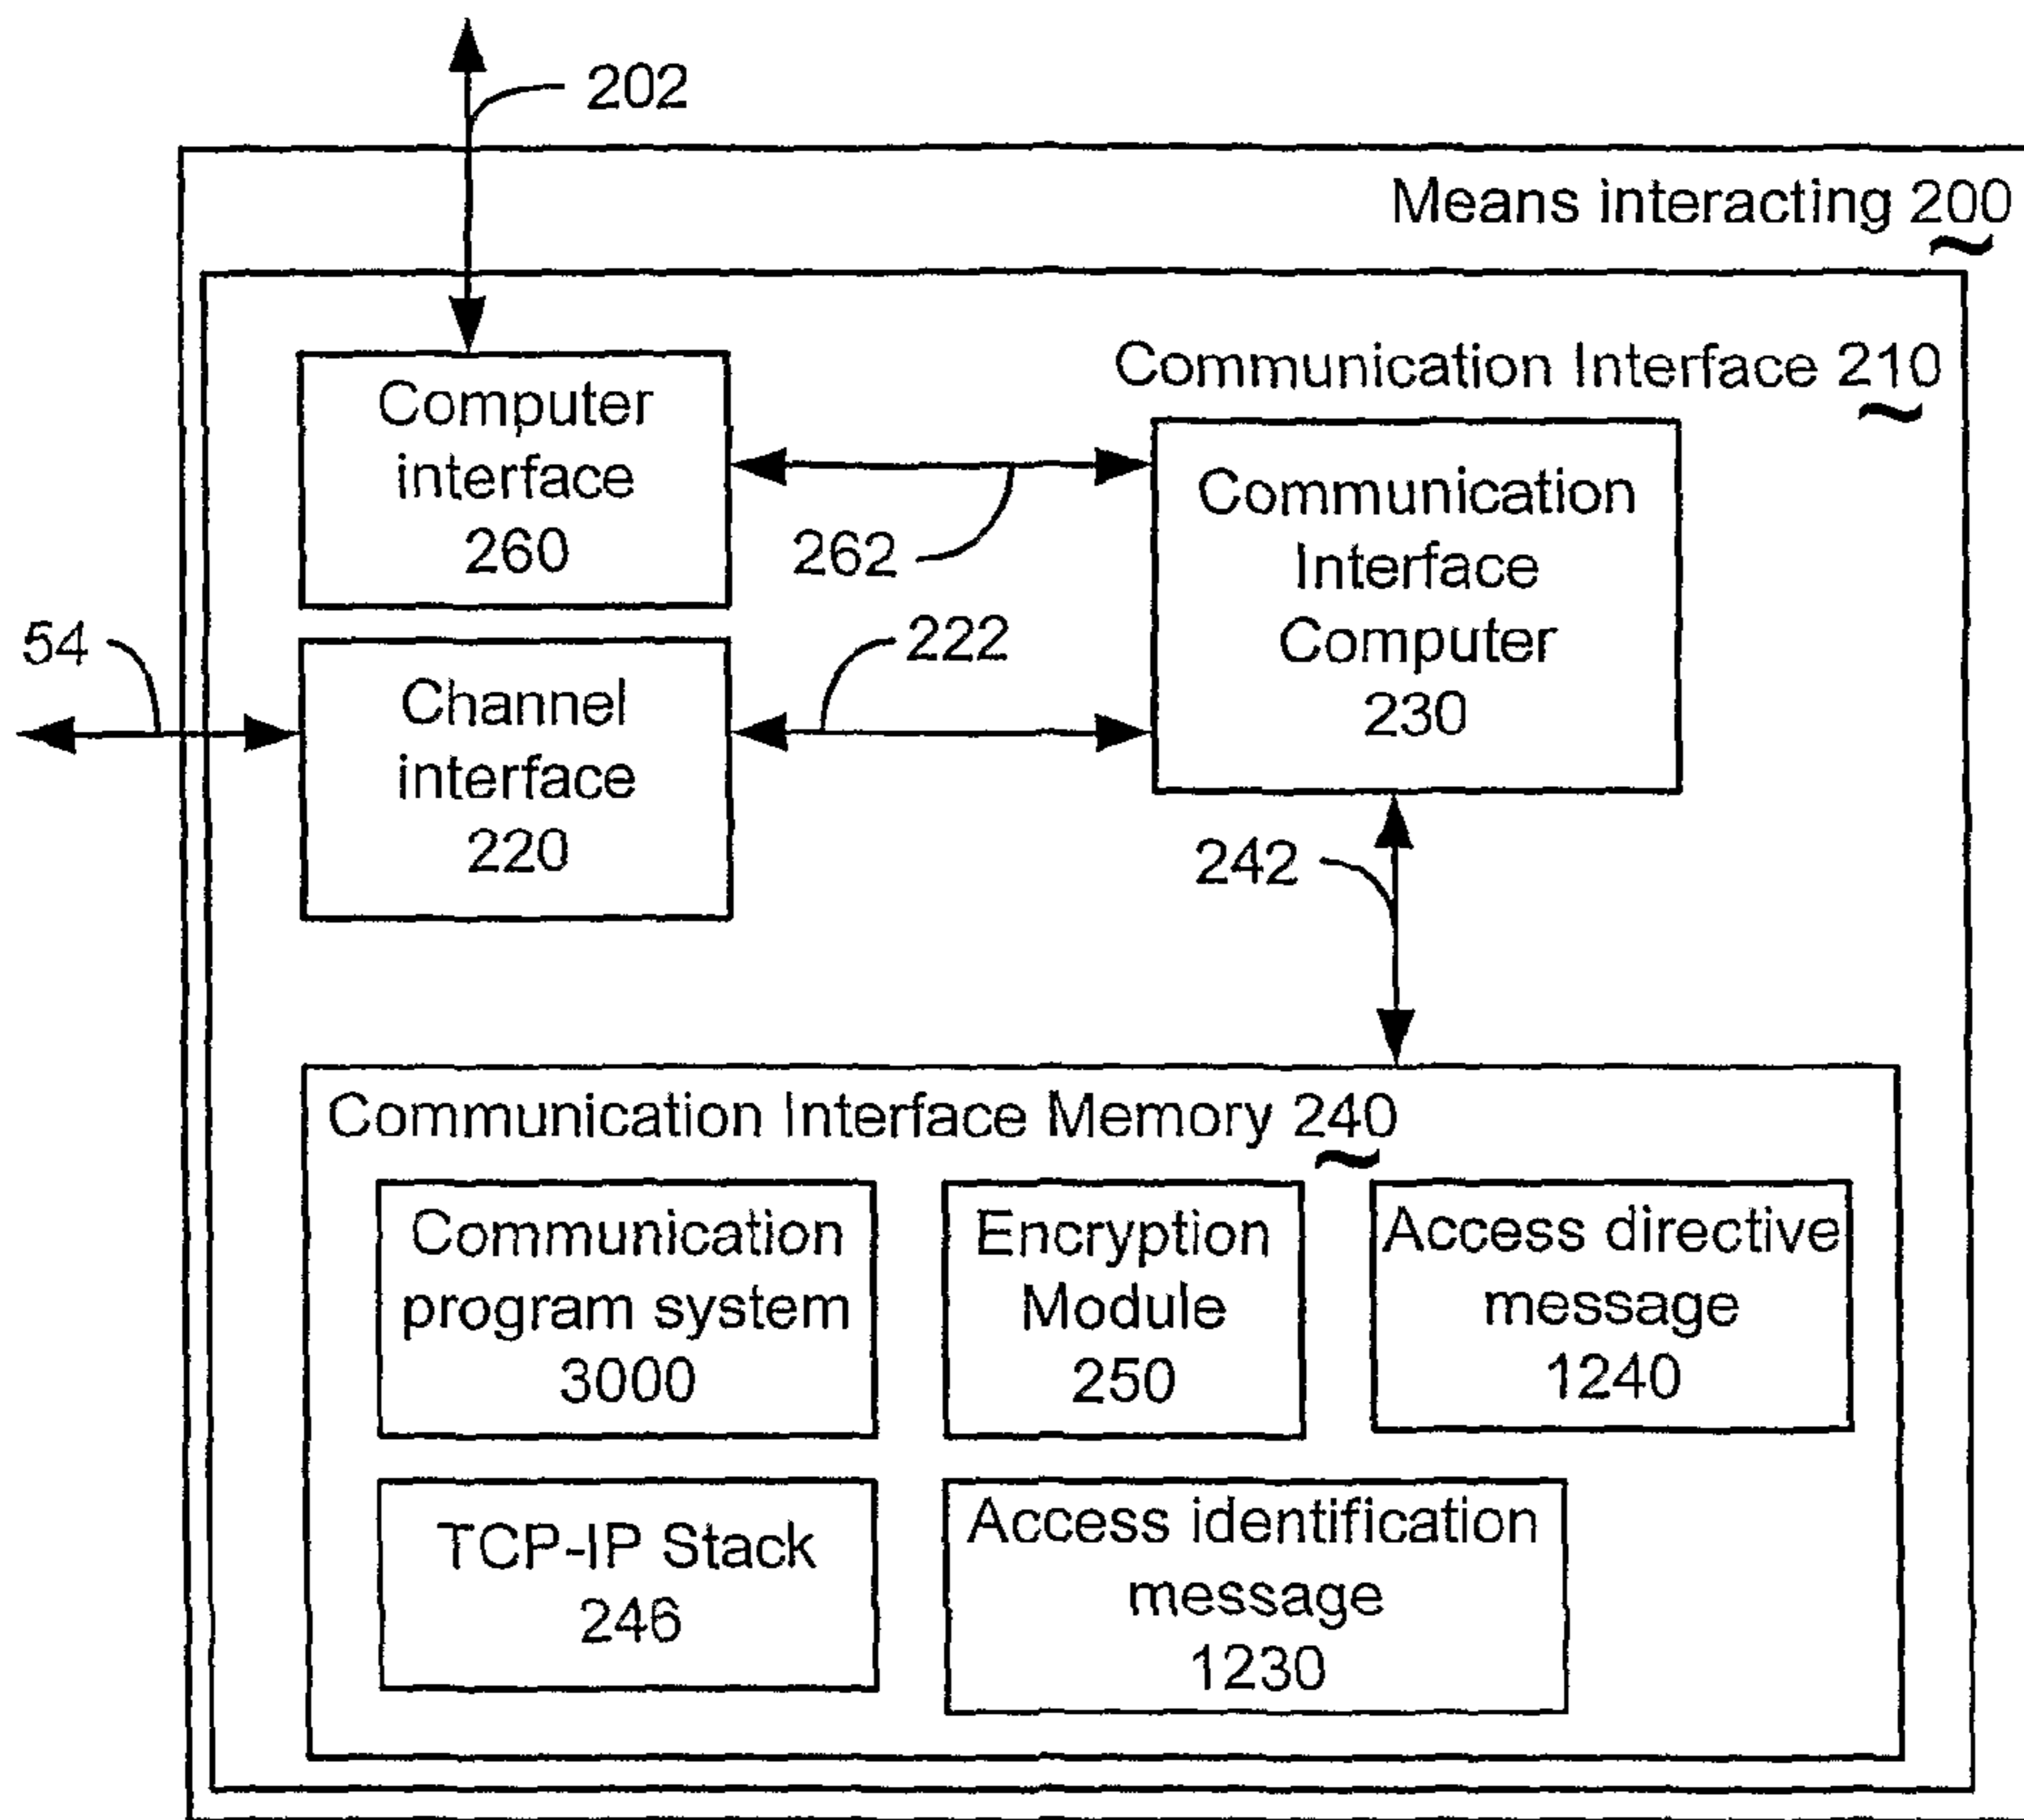 202
Means interacting 200
Communication Interface 210
Computer
interface
260
262
Communication
Interface
Computer
230
54
222
Channel
interface
220
242
Communication Interface Memory 240
Communication
program system
3000
Encryption
Module
250
Access directive
message
1240
TCP-IP Stack
246
Access identification
message
1230